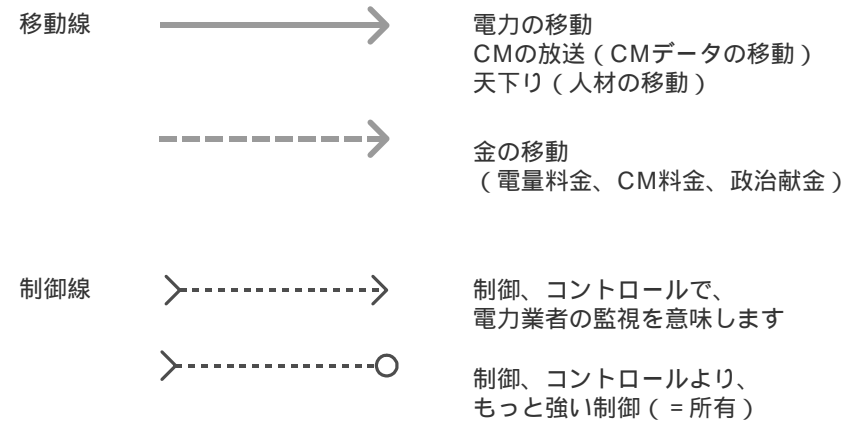 移動線
電力の移動
CMの放送（CMデータの移動）
天下り（人材の移動）
金の移動
（電量料金、CM料金、政治献金）
制御線
制御、コントロールで、
電力業者の監視を意味します
制御、コントロールより、
もっと強い制御（=所有）